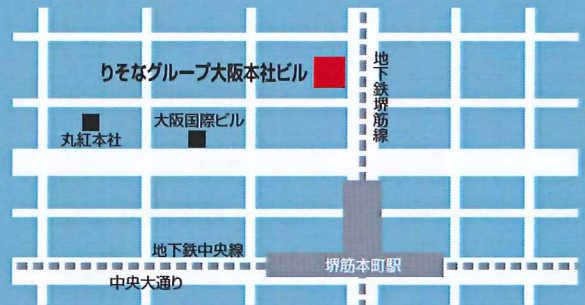 りそなグループ大阪本社ビル
地下鉄堺筋線
大阪国際ビル
丸紅本社
地下鉄中央線
堺筋本町駅
中央大通り